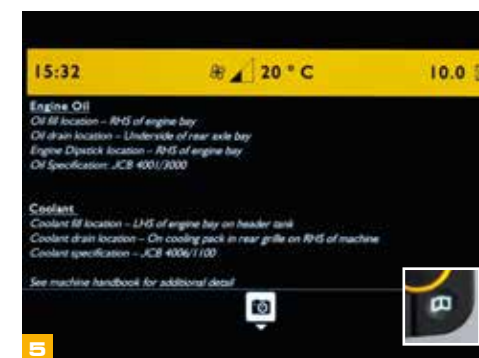 15:32 20 ° C 10.0
Engine Oil
Oil fill location – RHS of engine bay
Oil drain location – Underside of rear axle bay
Engine Dipstick location – RHS of engine bay
Oil Specification: JCB 4001/3000
Coolant
Coolant fill location – LHS of engine bay on header tank
Coolant drain location – On cooling pack in rear grille on RHS of machine
Coolant specification – JCB 4006/1100
See machine handbook for additional detail
5